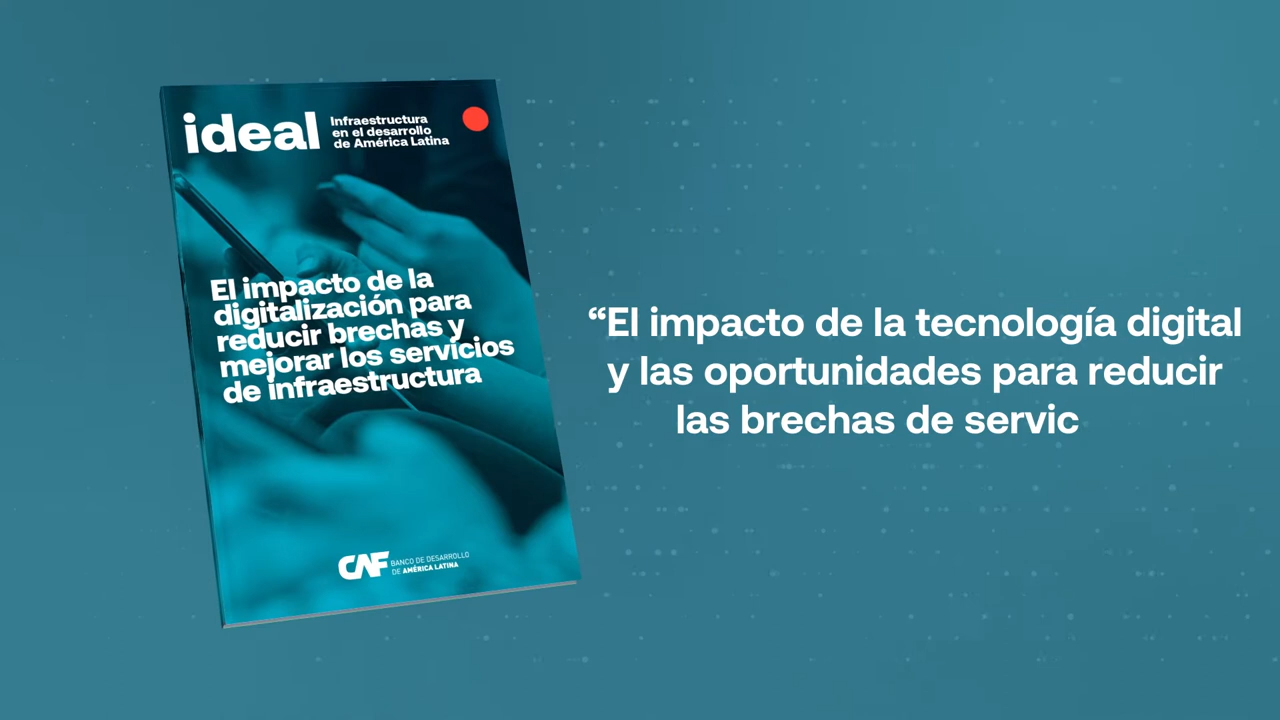 ideal
Infraestructura
en el desarrollo
de América Latina
El impacto de la
digitalización para
reducir brechas y
mejorar los servicios
de infraestructura
CAF
BANCO DE DESARROLLO
DE AMÉRICA LATINA
“El impacto de la tecnología digital
y las oportunidades para reducir
las brechas de servic